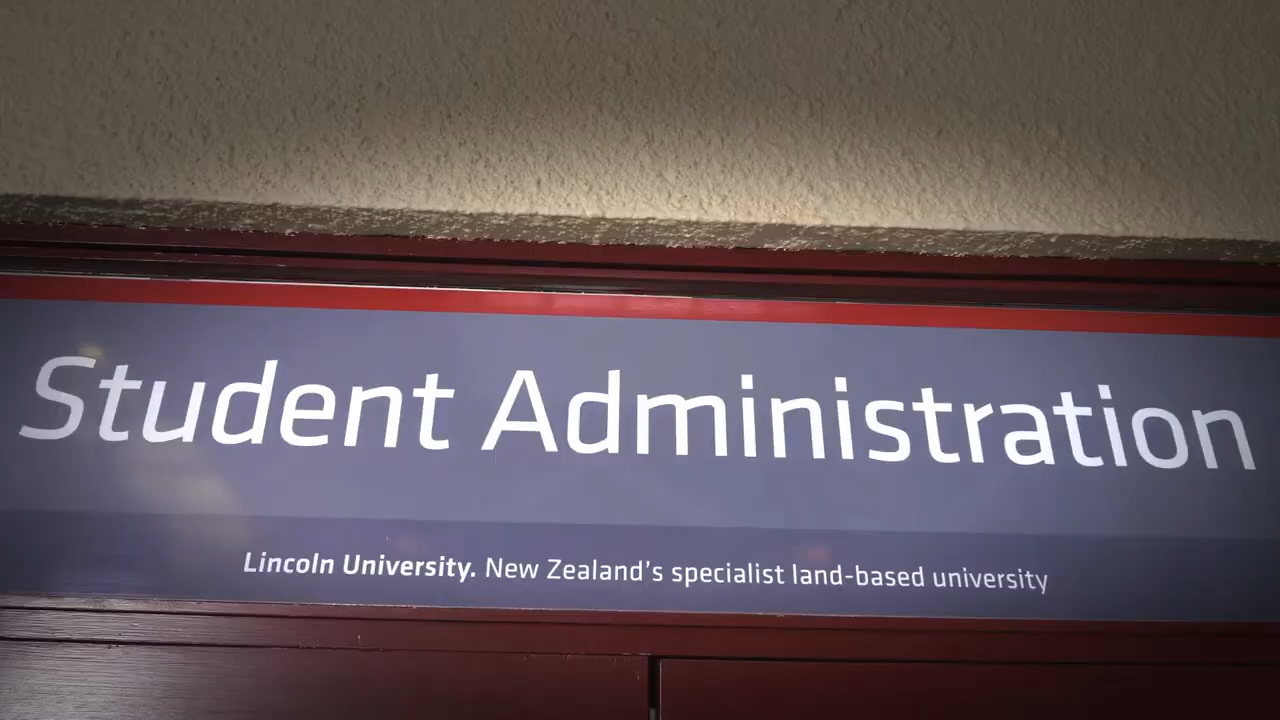 Student Administration
Lincoln University. New Zealand's specialist land-based university